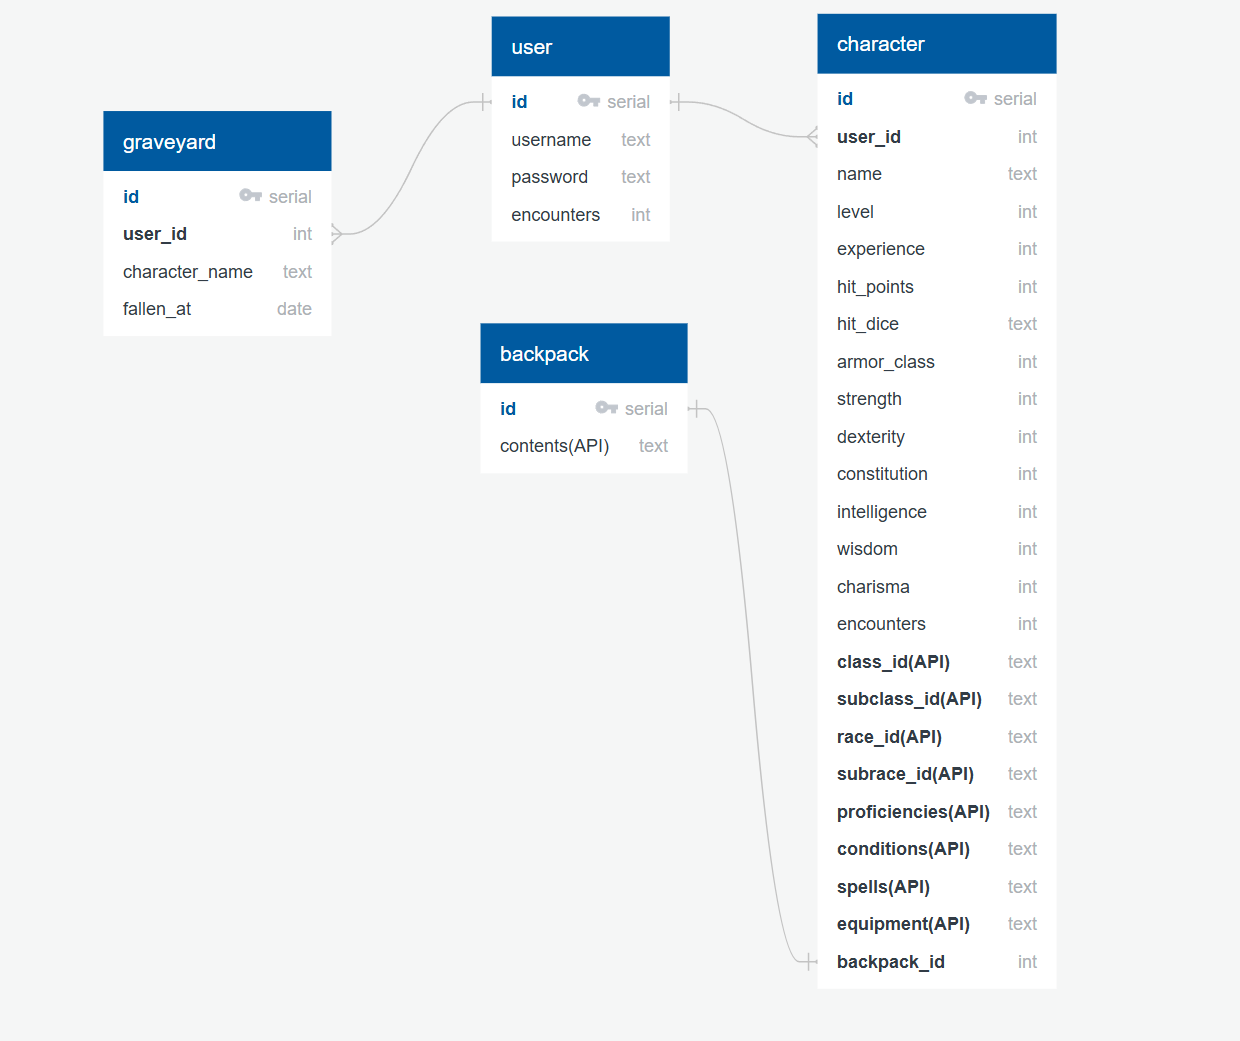 graveyard
id serial
user_id int
character_name text
fallen_at date
user
id serial
username text
password text
encounters int
backpack
id serial
contents(API) text
character
id serial
user_id int
name text
level int
experience int
hit_points int
hit_dice text
armor_class int
strength int
dexterity int
constitution int
intelligence int
wisdom int
charisma int
encounters int
class_id(API) text
subclass_id(API) text
race_id(API) text
subrace_id(API) text
proficiencies(API) text
conditions(API) text
spells(API) text
equipment(API) text
backpack_id int